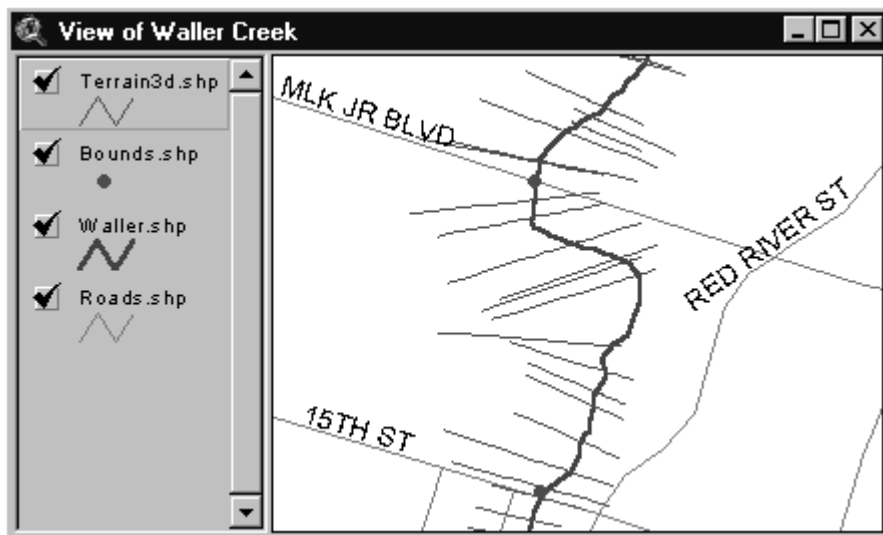 View of Waller Creek
Terrain3d.shp
Bounds.shp
Waller.shp
Roads.shp
MLK JR BLVD
RED RIVER ST
15TH ST